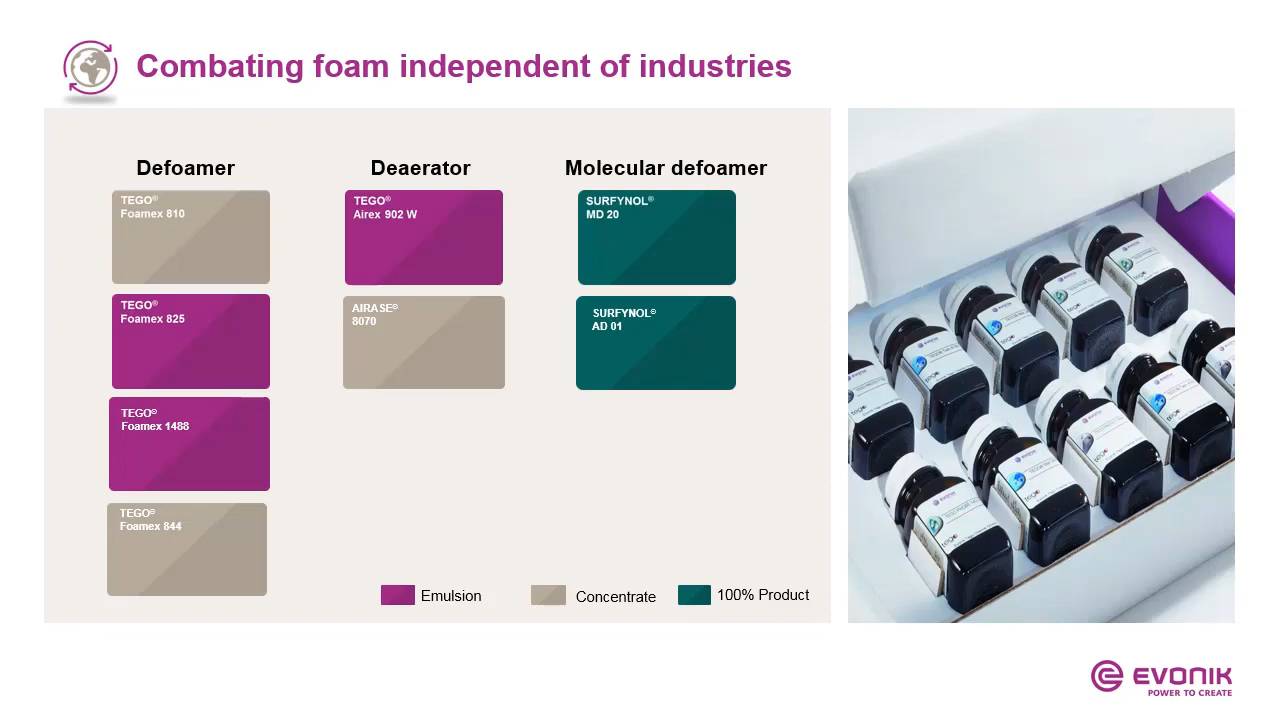 Combating foam independent of industries
Defoamer
TEGO®
Foamex 810
TEGO®
Foamex 825
TEGO®
Foamex 1488
TEGO®
Foamex 844
Deaerator
TEGO®
Airex 902 W
AIRASE®
8070
Molecular defoamer
SURFYNOL®
MD 20
SURFYNOL®
AD 01
Emulsion
Concentrate
100% Product
EVONIK
POWER TO CREATE